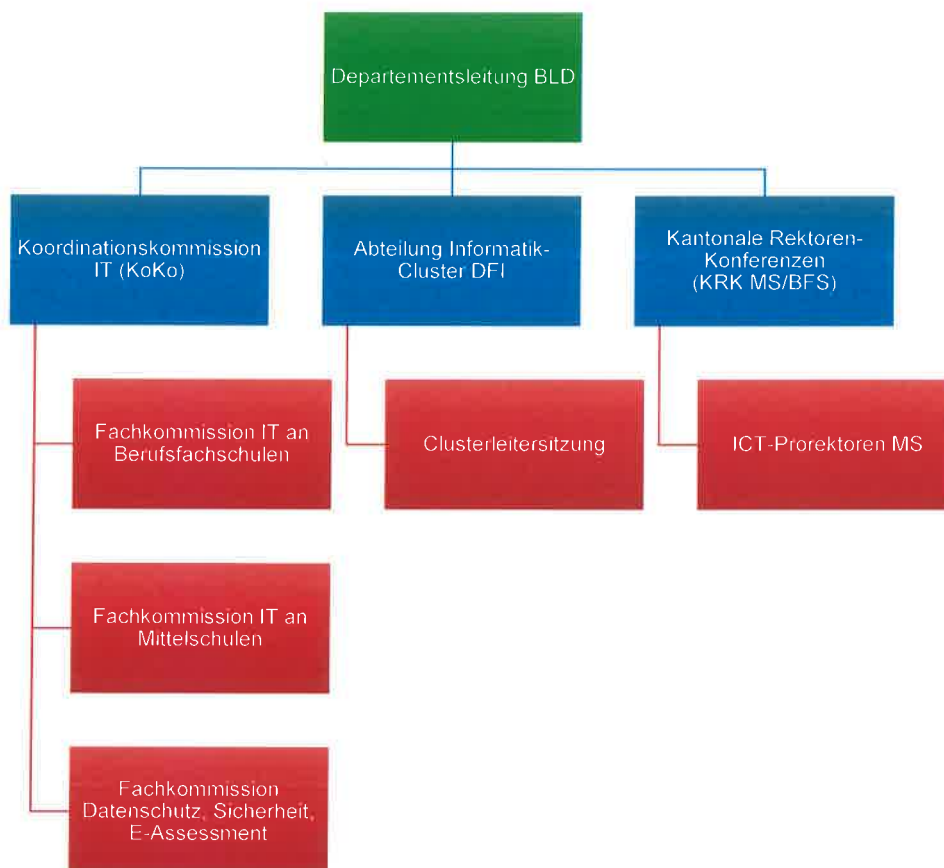 Departementsleitung BLD
Koordinationskommission
IT (KoKo)
Abteilung Informatik-
Cluster DFI
Kantonale Rektoren-
Konferenzen
(KRK MS/BFS)
Fachkommission IT an
Berufsfachschulen
Clusterleitersitzung
ICT-Prorektoren MS
Fachkommission IT an
Mittelschulen
Fachkommission
Datenschutz, Sicherheit,
E-Assessment